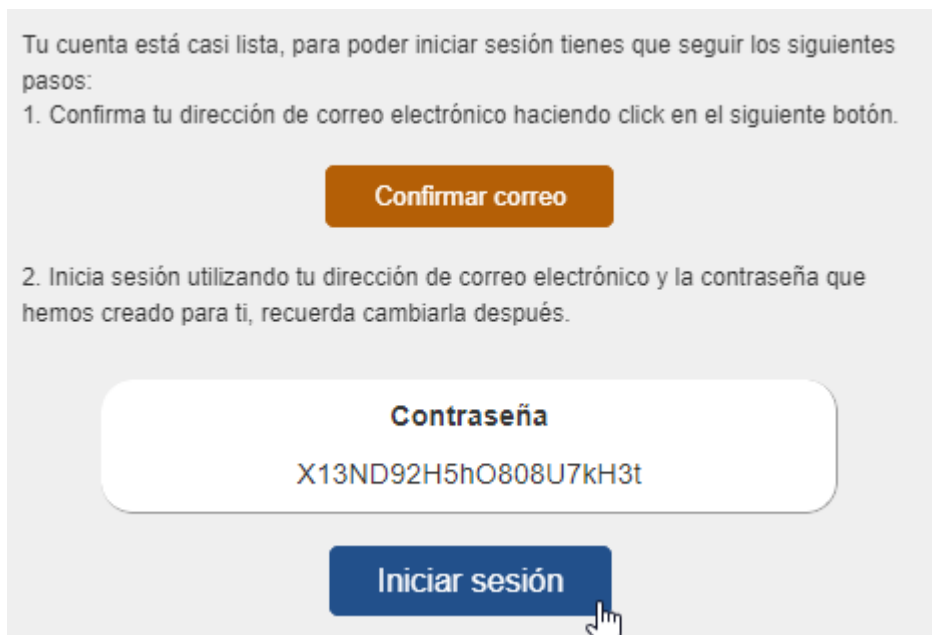 Tu cuenta está casi lista, para poder iniciar sesión tienes que seguir los siguientes
pasos:
1. Confirma tu dirección de correo electrónico haciendo click en el siguiente botón.
Confirmar correo
2. Inicia sesión utilizando tu dirección de correo electrónico y la contraseña que
hemos creado para ti, recuerda cambiarla después.
Contraseña
X13ND92H5hO808U7kH3t
Iniciar sesión